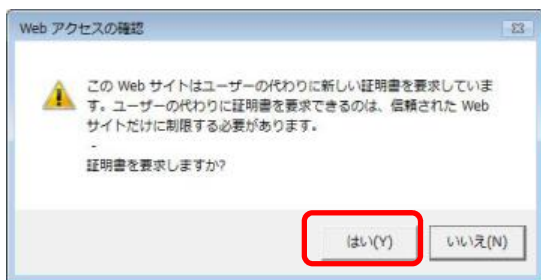 Web アクセスの確認
この Web サイトはユーザーの代わりに新しい証明書を要求していま
す。ユーザーの代わりに証明書を要求できるのは、信頼された Web
サイトだけに制限する必要があります。
-
証明書を要求しますか?
はい(Y) いいえ(N)